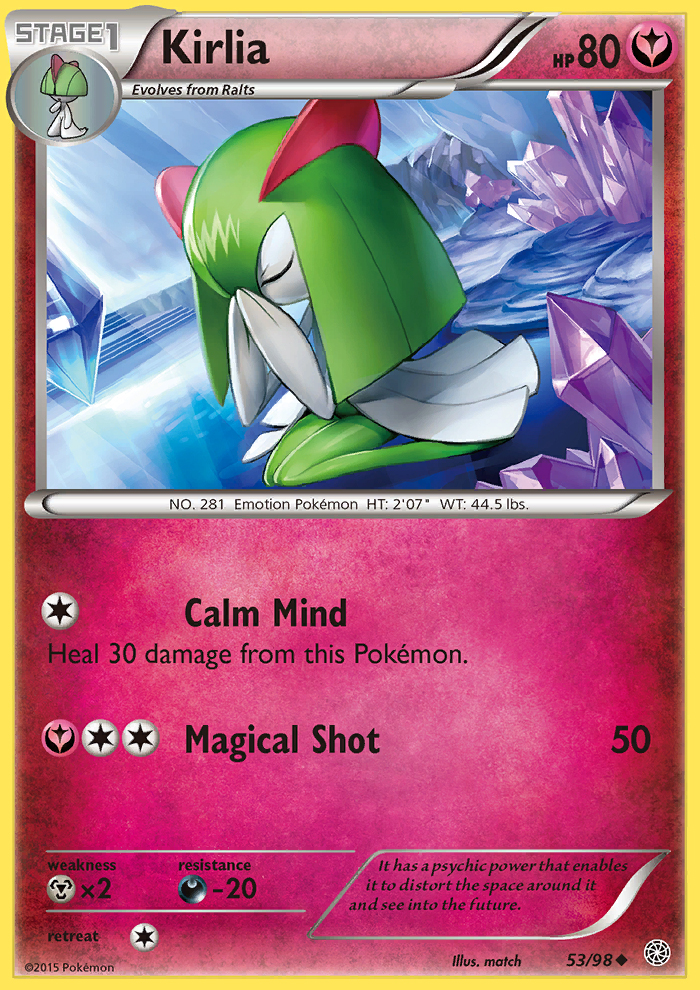 STAGE1
Kirlia
HP80
Evolves from Ralts
NO. 281 Emotion Pokémon HT: 2'07" WT: 44.5 lbs.
Calm Mind
Heal 30 damage from this Pokémon.
Magical Shot 50
weakness resistance
×2 -20
It has a psychic power that enables
it to distort the space around it
and see into the future.
retreat
Illus. match 53/98
©2015 Pokémon